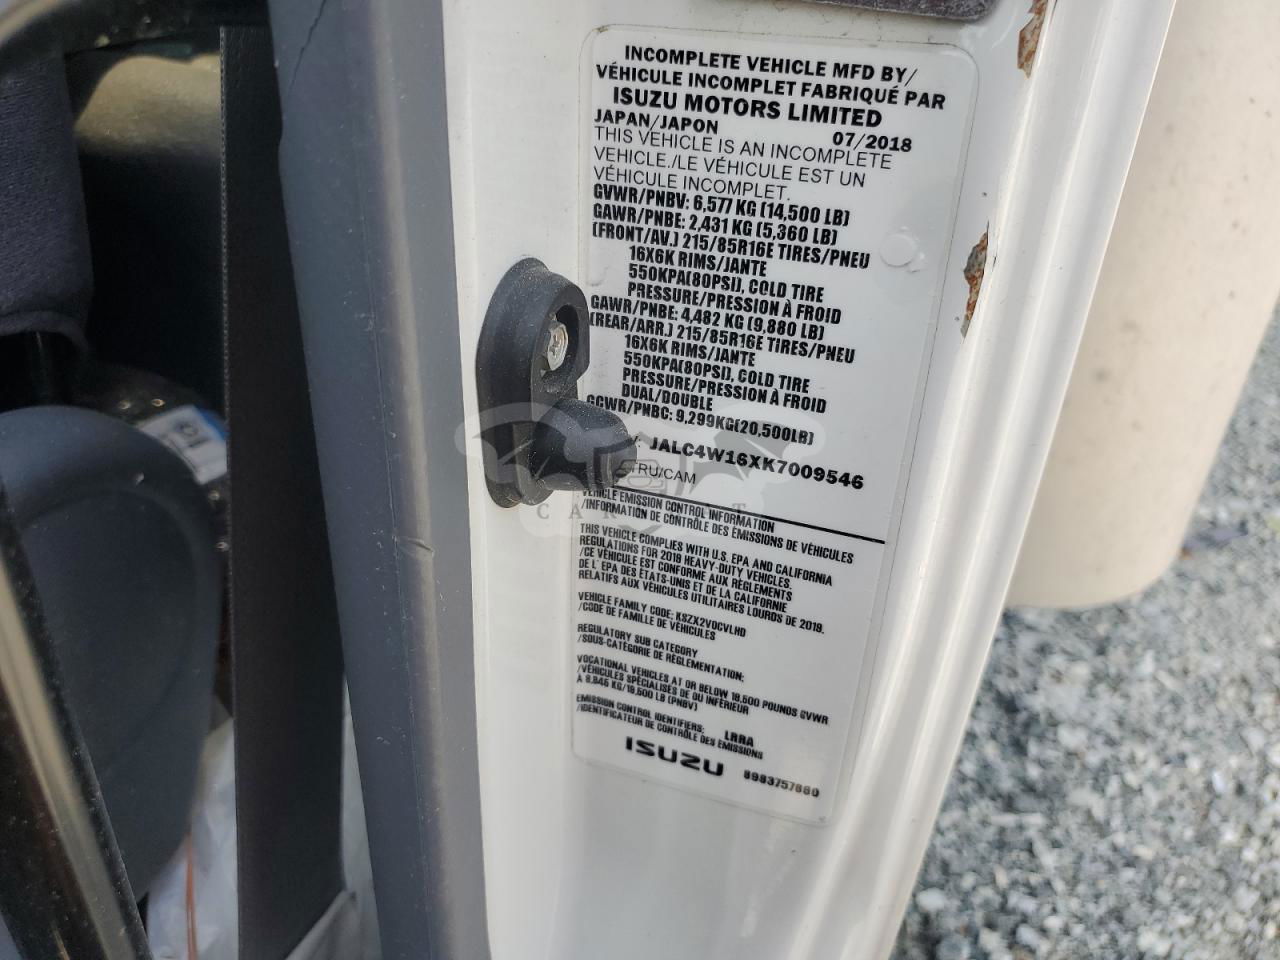 INCOMPLETE VEHICLE MFD BY/
VÉHICULE INCOMPLET FABRIQUÉ PAR
ISUZU MOTORS LIMITED
JAPAN/JAPON 07/2018
THIS VEHICLE IS AN INCOMPLETE
VEHICLE./LE VÉHICULE EST UN
VÉHICULE INCOMPLET.
GVWR/PNBV: 6,577 KG (14,500 LB)
GAWR/PNBE: 2,431 KG (5,360 LB)
(FRONT/AV.) 215/85R16E TIRES/PNEU
16X6K RIMS/JANTE
550KPA(80PSI), COLD TIRE
PRESSURE/PRESSION À FROID
GAWR/PNBE: 4,482 KG (9,880 LB)
(REAR/ARR.) 215/85R16E TIRES/PNEU
16X6K RIMS/JANTE
550KPA(80PSI), COLD TIRE
PRESSURE/PRESSION À FROID
DUAL/DOUBLE
GCWR/PNBC: 9,299KG(20,500LB)
JALC4W16XK7009546
TRU/CAM
VEHICLE EMISSION CONTROL INFORMATION
/INFORMATION DE CONTRÔLE DES ÉMISSIONS DE VÉHICULES
THIS VEHICLE COMPLIES WITH U.S. EPA AND CALIFORNIA
REGULATIONS FOR 2019 HEAVY-DUTY VEHICLES.
/CE VÉHICULE EST CONFORME AUX RÈGLEMENTS
DE L'EPA DES ÉTATS-UNIS ET DE LA CALIFORNIE
RELATIFS AUX VÉHICULES UTILITAIRES LOURDS DE 2019.
VEHICLE FAMILY CODE: KSZX2VOCVLHD
/CODE DE FAMILLE DE VÉHICULES
REGULATORY SUB CATEGORY
/SOUS-CATÉGORIE DE RÉGLEMENTATION:
VOCATIONAL VEHICLES AT OR BELOW 19,500 POUNDS GVWR
/VÉHICULES SPÉCIALISÉS DE OU INFÉRIEUR
À 8,845 KG/19,500 LB (PNBV)
EMISSION CONTROL IDENTIFIERS: LRRA
/IDENTIFICATEUR DE CONTRÔLE DES ÉMISSIONS
ISUZU 8983757880